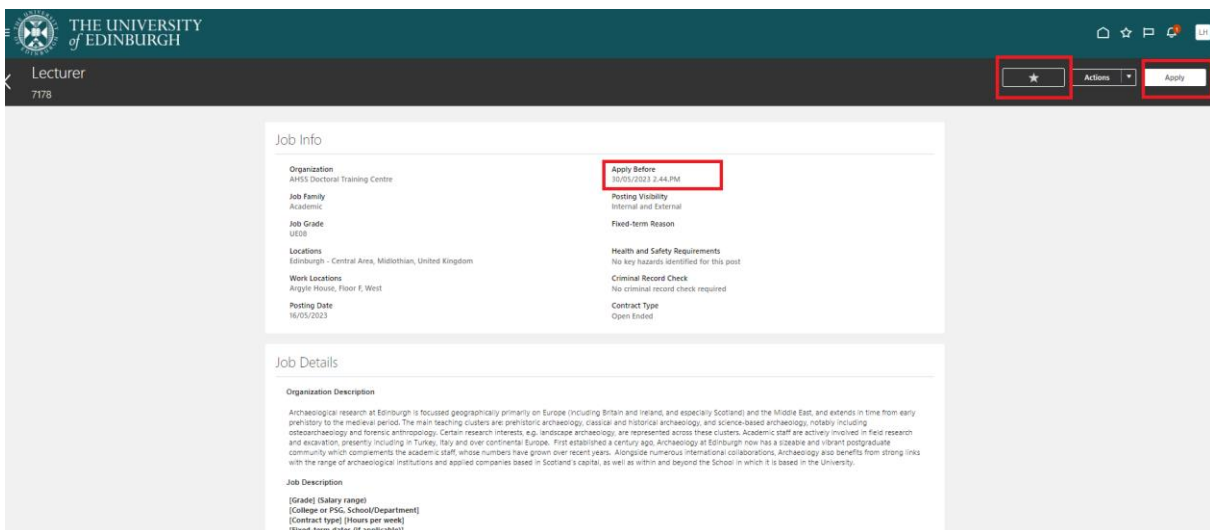 THE UNIVERSITY
of EDINBURGH
LH
Lecturer
7178
Actions
Apply
Job Info
Organization
AHSS Doctoral Training Centre
Apply Before
30/05/2023 2.44.PM
Job Family
Academic
Posting Visibility
Internal and External
Job Grade
UE08
Fixed-term Reason
Locations
Edinburgh - Central Area, Midlothian, United Kingdom
Health and Safety Requirements
No key hazards identified for this post
Work Locations
Argyle House, Floor F, West
Criminal Record Check
No criminal record check required
Posting Date
16/05/2023
Contract Type
Open Ended
Job Details
Organization Description
Archaeological research at Edinburgh is focussed geographically primarily on Europe (including Britain and Ireland, and especially Scotland) and the Middle East, and extends in time from early
prehistory to the medieval period. The main teaching clusters are: prehistoric archaeology, classical and historical archaeology, and science-based archaeology, notably including
osteoarchaeology and forensic anthropology. Certain research interests, e.g. landscape archaeology, are represented across these clusters. Academic staff are actively involved in field research
and excavation, presently including in Turkey, Italy and over continental Europe. First established a century ago, Archaeology at Edinburgh now has a sizeable and vibrant postgraduate
community which complements the academic staff, whose numbers have grown over recent years. Alongside numerous international collaborations, Archaeology also benefits from strong links
with the range of archaeological institutions and applied companies based in Scotland's capital, as well as within and beyond the School in which it is based in the University.
Job Description
[Grade] (Salary range)
[College or PSG, School/Department]
[Contract type] [Hours per week]
[Fixed-term dates (if applicable)]